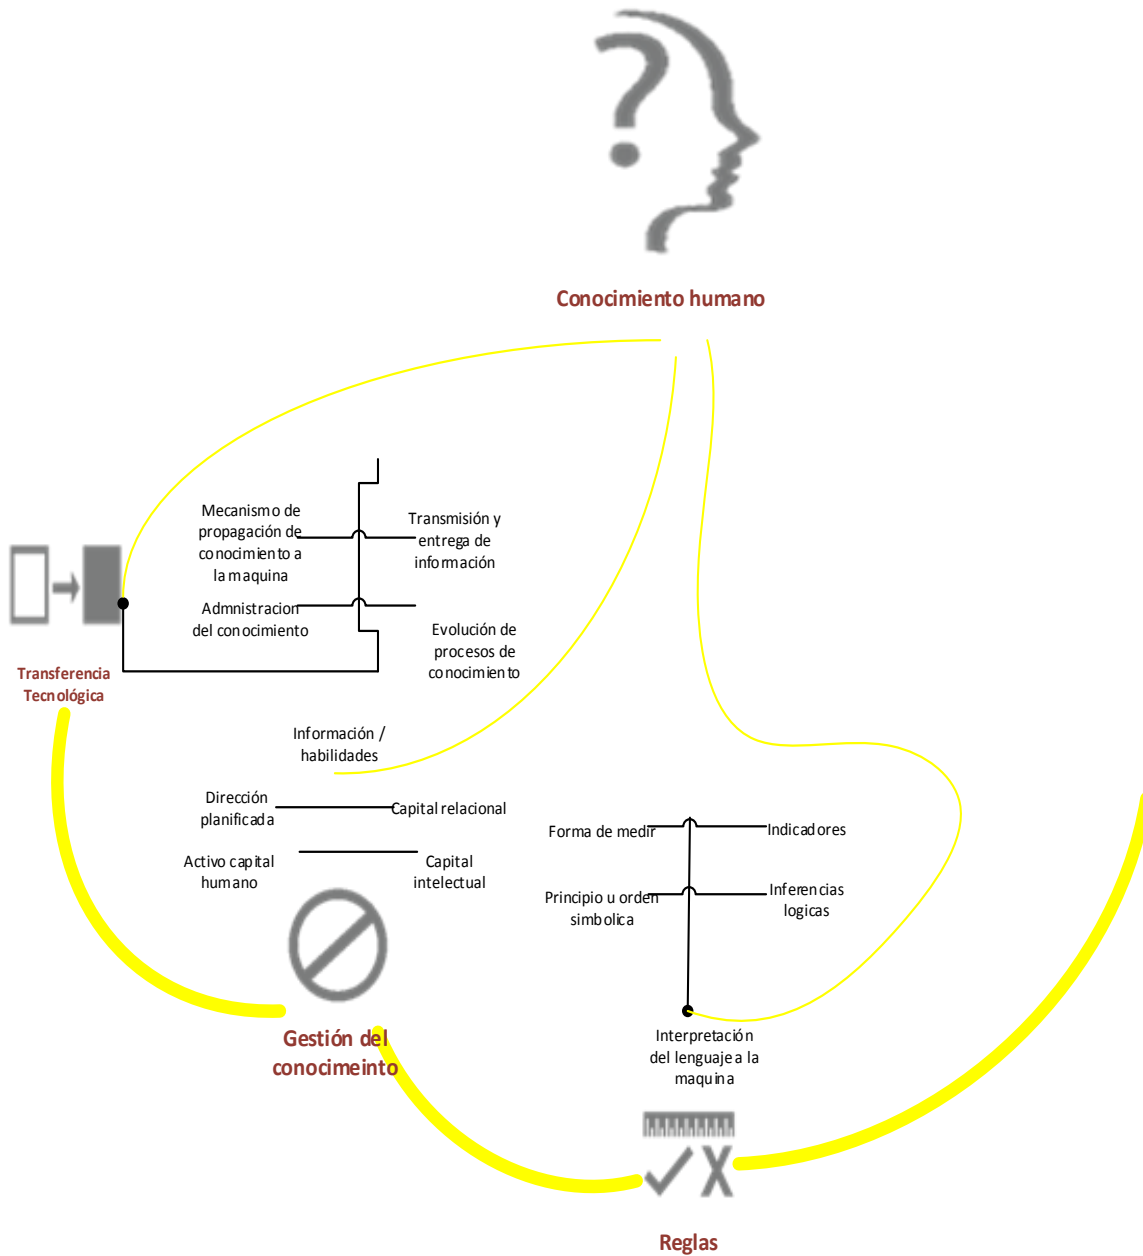 ?
Conocimiento humano
Mecanismo de
propagación de
conocimiento a
la maquina
Transmisión y
entrega de
información
Admnistracion
del conocimiento
Evolución de
procesos de
conocimiento
Transferencia
Tecnológica
Información /
habilidades
Dirección
planificada
Capital relacional
Activo capital
humano
Capital
intelectual
Gestión del
conocimeinto
Forma de medir
Indicadores
Principio u orden
simbolica
Inferencias
logicas
Interpretación
del lenguaje a la
maquina
Reglas